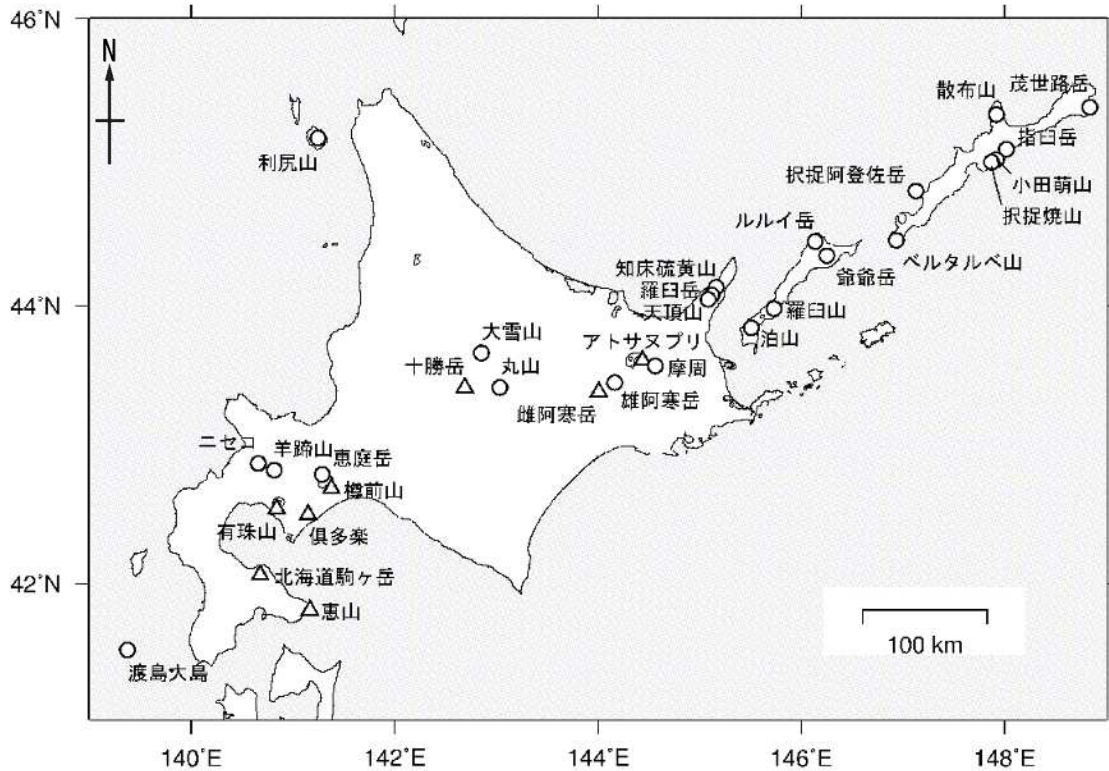 46˚N
N
茂世路岳
散布山
利尻山
指臼岳
小田萌山
択捉焼山
択捉阿登佐岳
ルルイ岳
ベルタルベ山
爺爺岳
知床硫黄山
羅臼岳
天頂山
44˚N
羅臼山
泊山
大雪山
アトサヌプリ
十勝岳
丸山
摩周
雌阿寒岳
雄阿寒岳
ニセコ
羊蹄山
恵庭岳
樽前山
有珠山
倶多楽
42˚N
北海道駒ヶ岳
恵山
100 km
渡島大島
140˚E
142˚E
144˚E
146˚E
148˚E